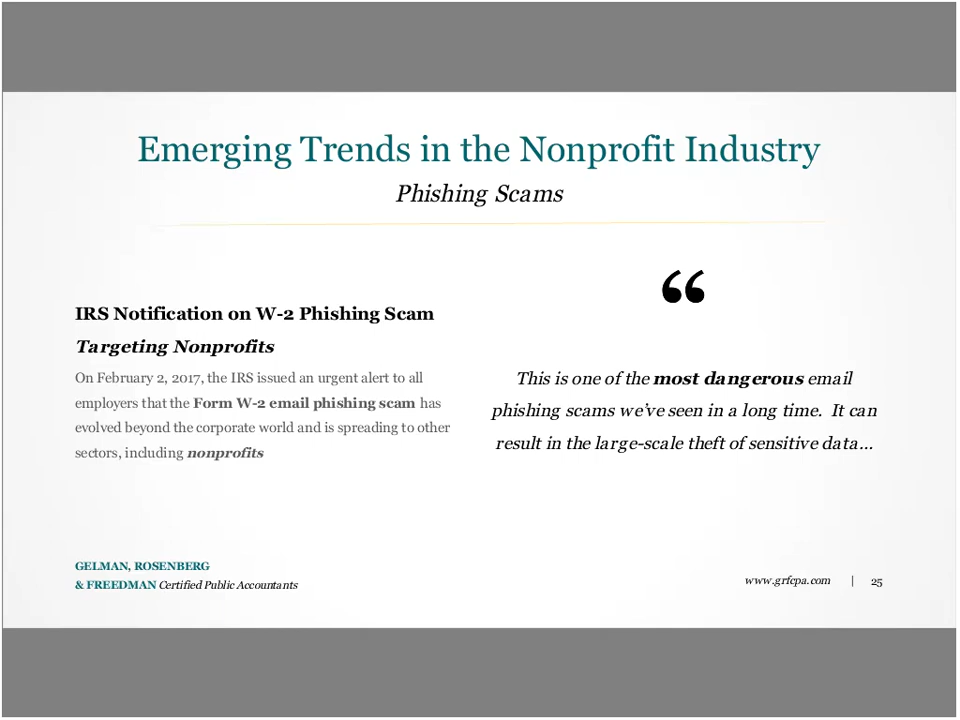 Emerging Trends in the Nonprofit Industry
Phishing Scams
IRS Notification on W-2 Phishing Scam
Targeting Nonprofits
On February 2, 2017, the IRS issued an urgent alert to all
employers that the Form W-2 email phishing scam has
evolved beyond the corporate world and is spreading to other
sectors, including nonprofits
“
This is one of the most dangerous email
phishing scams we’ve seen in a long time.  It can
result in the large-scale theft of sensitive data…
GELMAN, ROSENBERG
& FREEDMAN Certified Public Accountants
www.grfcpa.com | 25